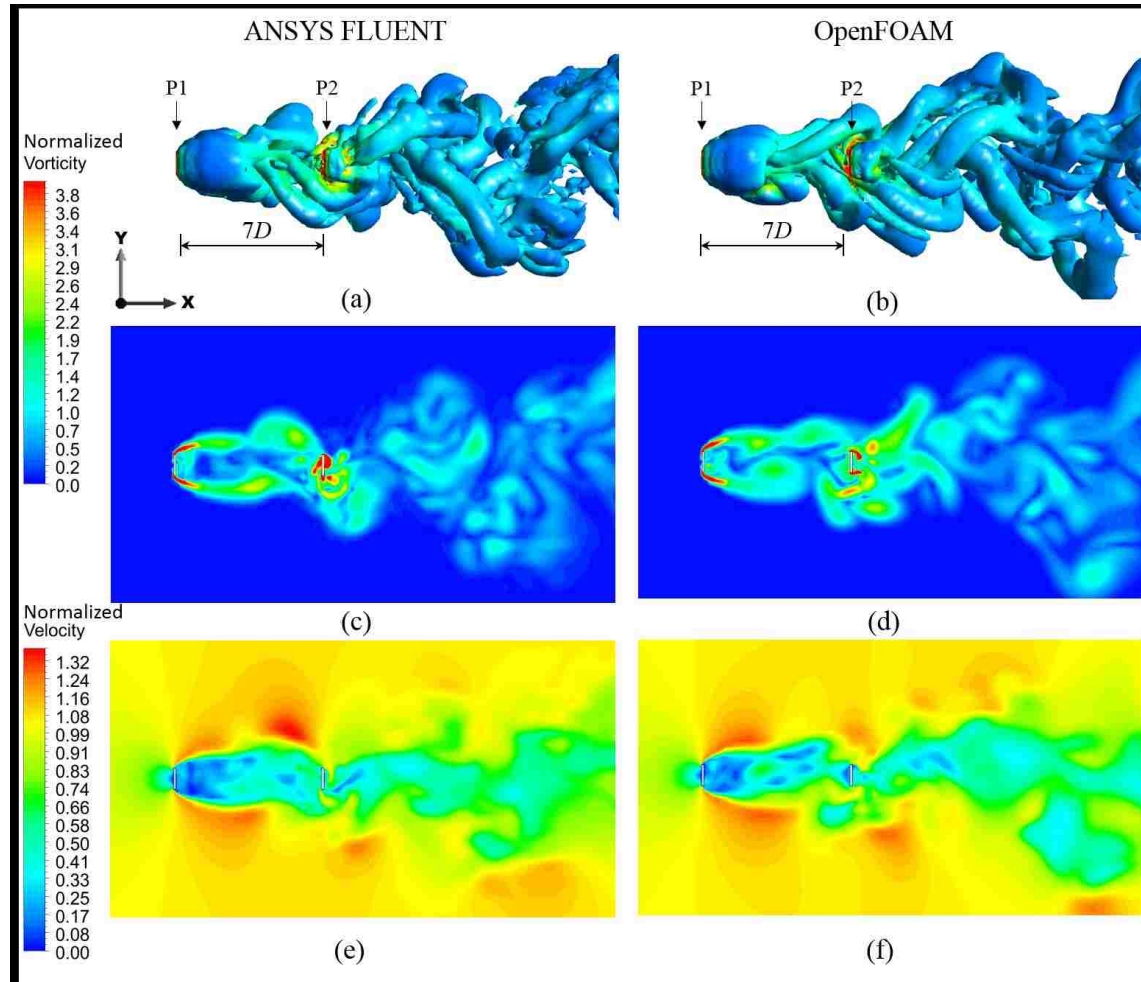 ANSYS FLUENT
OpenFOAM
P1
P2
P1
P2
Normalized
Vorticity
3.8
3.6
3.4
3.1
2.9
2.6
2.4
2.2
1.9
1.7
1.4
1.2
1.0
0.7
0.5
0.2
0.0
7D
7D
Y
X
(a)
(b)
(c)
(d)
Normalized
Velocity
1.32
1.24
1.16
1.08
0.99
0.91
0.83
0.74
0.66
0.58
0.50
0.41
0.33
0.25
0.17
0.08
0.00
(e)
(f)